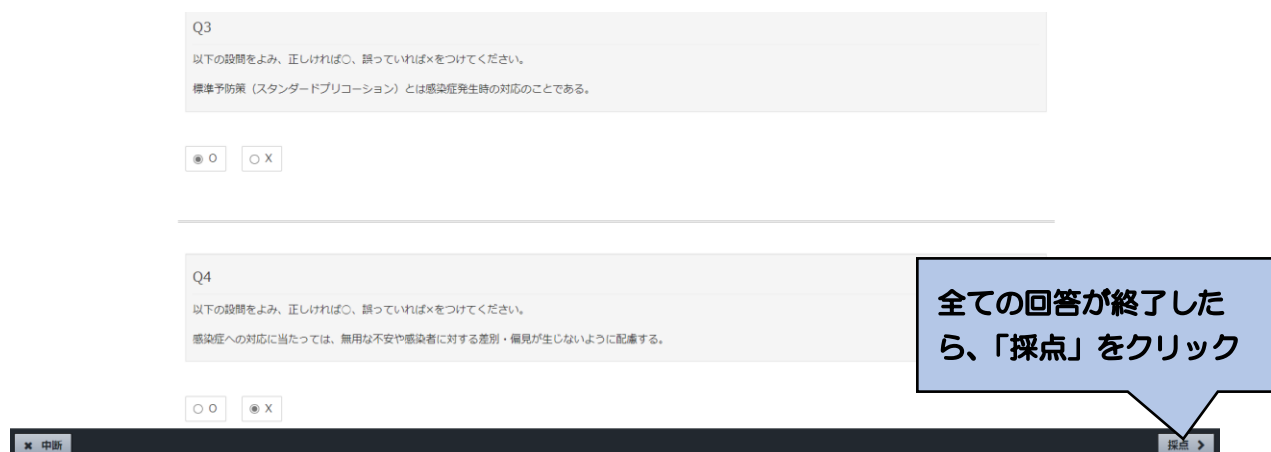 Q3
以下の設問をよみ、正しければ○、誤っていれば×をつけてください。
標準予防策（スタンダードプリコーション）とは感染症発生時の対応のことである。
O X
Q4
以下の設問をよみ、正しければ○、誤っていれば×をつけてください。
感染症への対応に当たっては、無用な不安や感染者に対する差別・偏見が生じないように配慮する。
全ての回答が終了した
ら、「採点」をクリック
O X
× 中断
採点 >